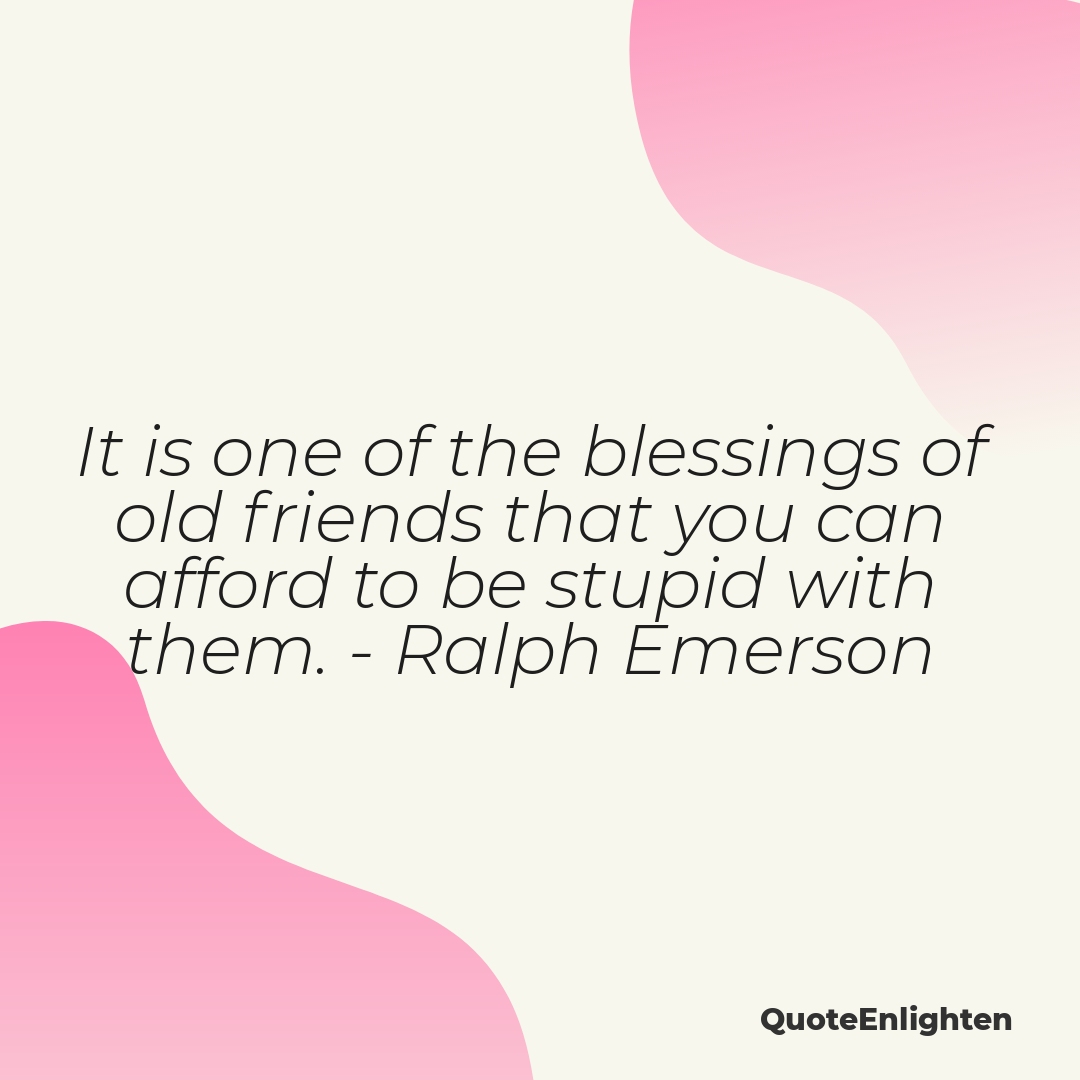 It is one of the blessings of
old friends that you can
afford to be stupid with
them. - Ralph Emerson
QuoteEnlighten